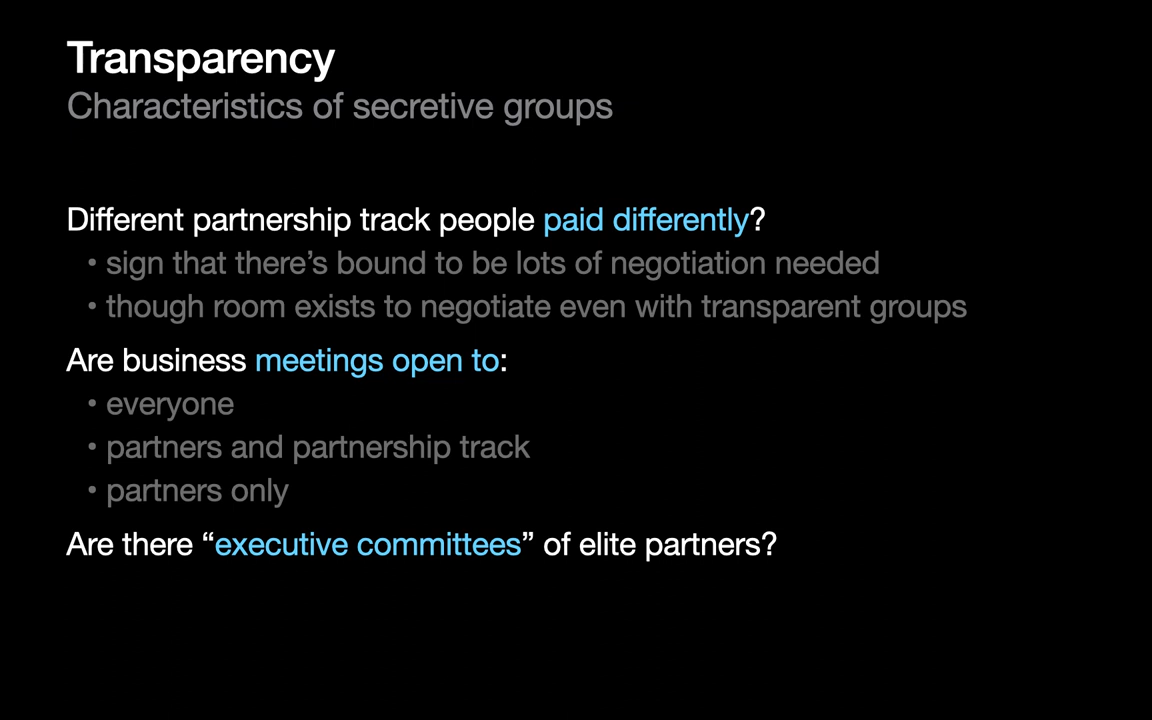 Transparency
Characteristics of secretive groups
Different partnership track people paid differently?
• sign that there’s bound to be lots of negotiation needed
• though room exists to negotiate even with transparent groups
Are business meetings open to:
• everyone
• partners and partnership track
• partners only
Are there “executive committees” of elite partners?